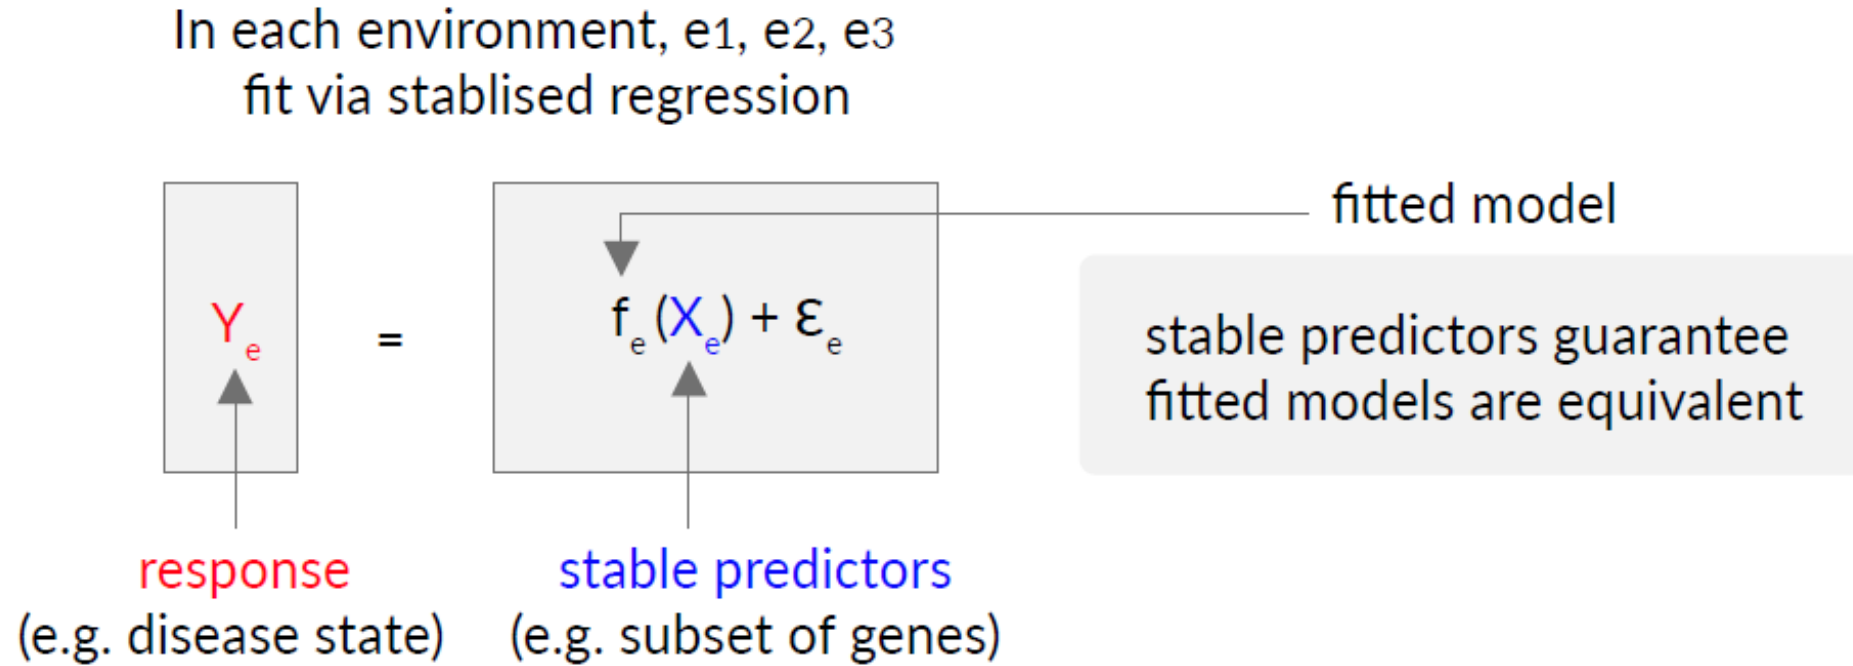 In each environment, e1, e2, e3
fit via stablised regression
fitted model
Yₑ = fₑ(Xₑ) + Ɛₑ
stable predictors guarantee
fitted models are equivalent
response
(e.g. disease state)
stable predictors
(e.g. subset of genes)